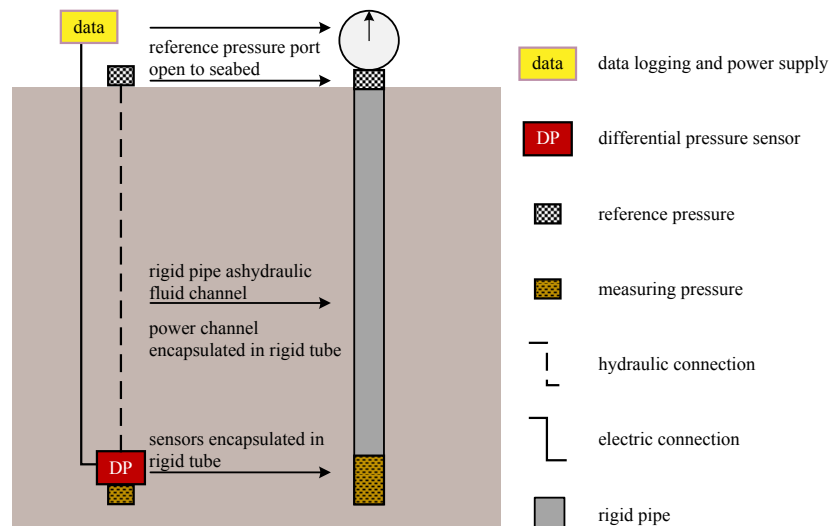 data
reference pressure port
open to seabed
rigid pipe ashydraulic
fluid channel
power channel
encapsulated in rigid tube
sensors encapsulated in
rigid tube
DP
data
data logging and power supply
DP
differential pressure sensor
reference pressure
measuring pressure
hydraulic connection
electric connection
rigid pipe